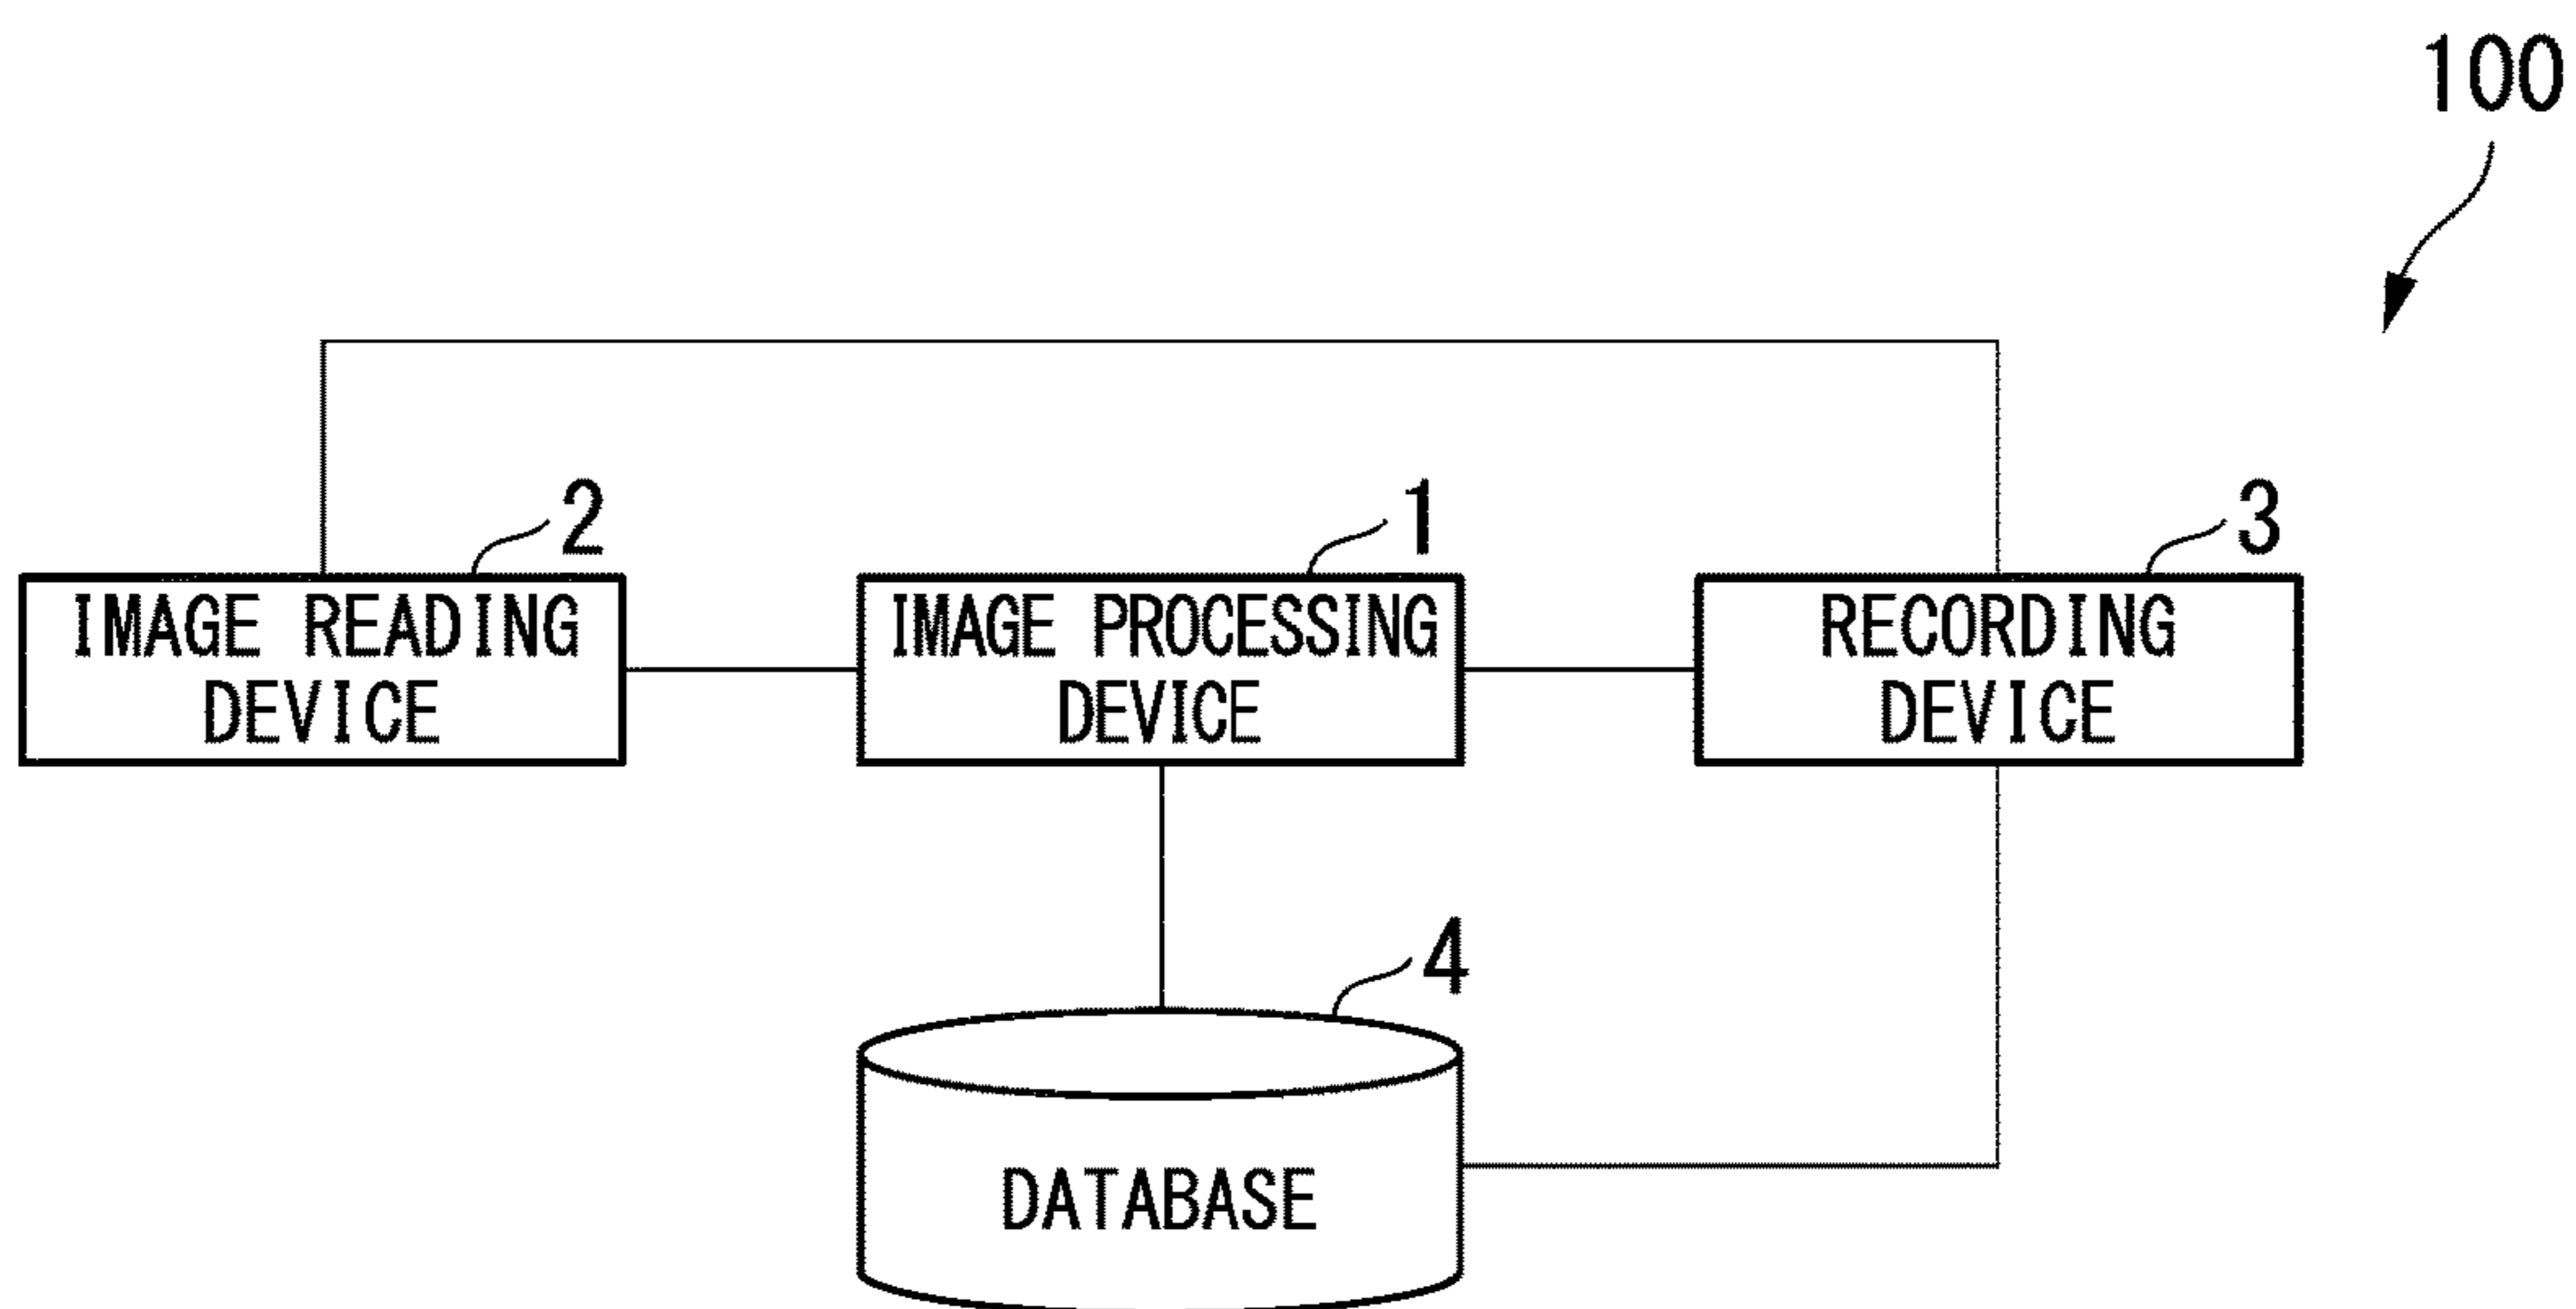 100
2
1
3
IMAGE READING
DEVICE
IMAGE PROCESSING
DEVICE
RECORDING
DEVICE
4
DATABASE